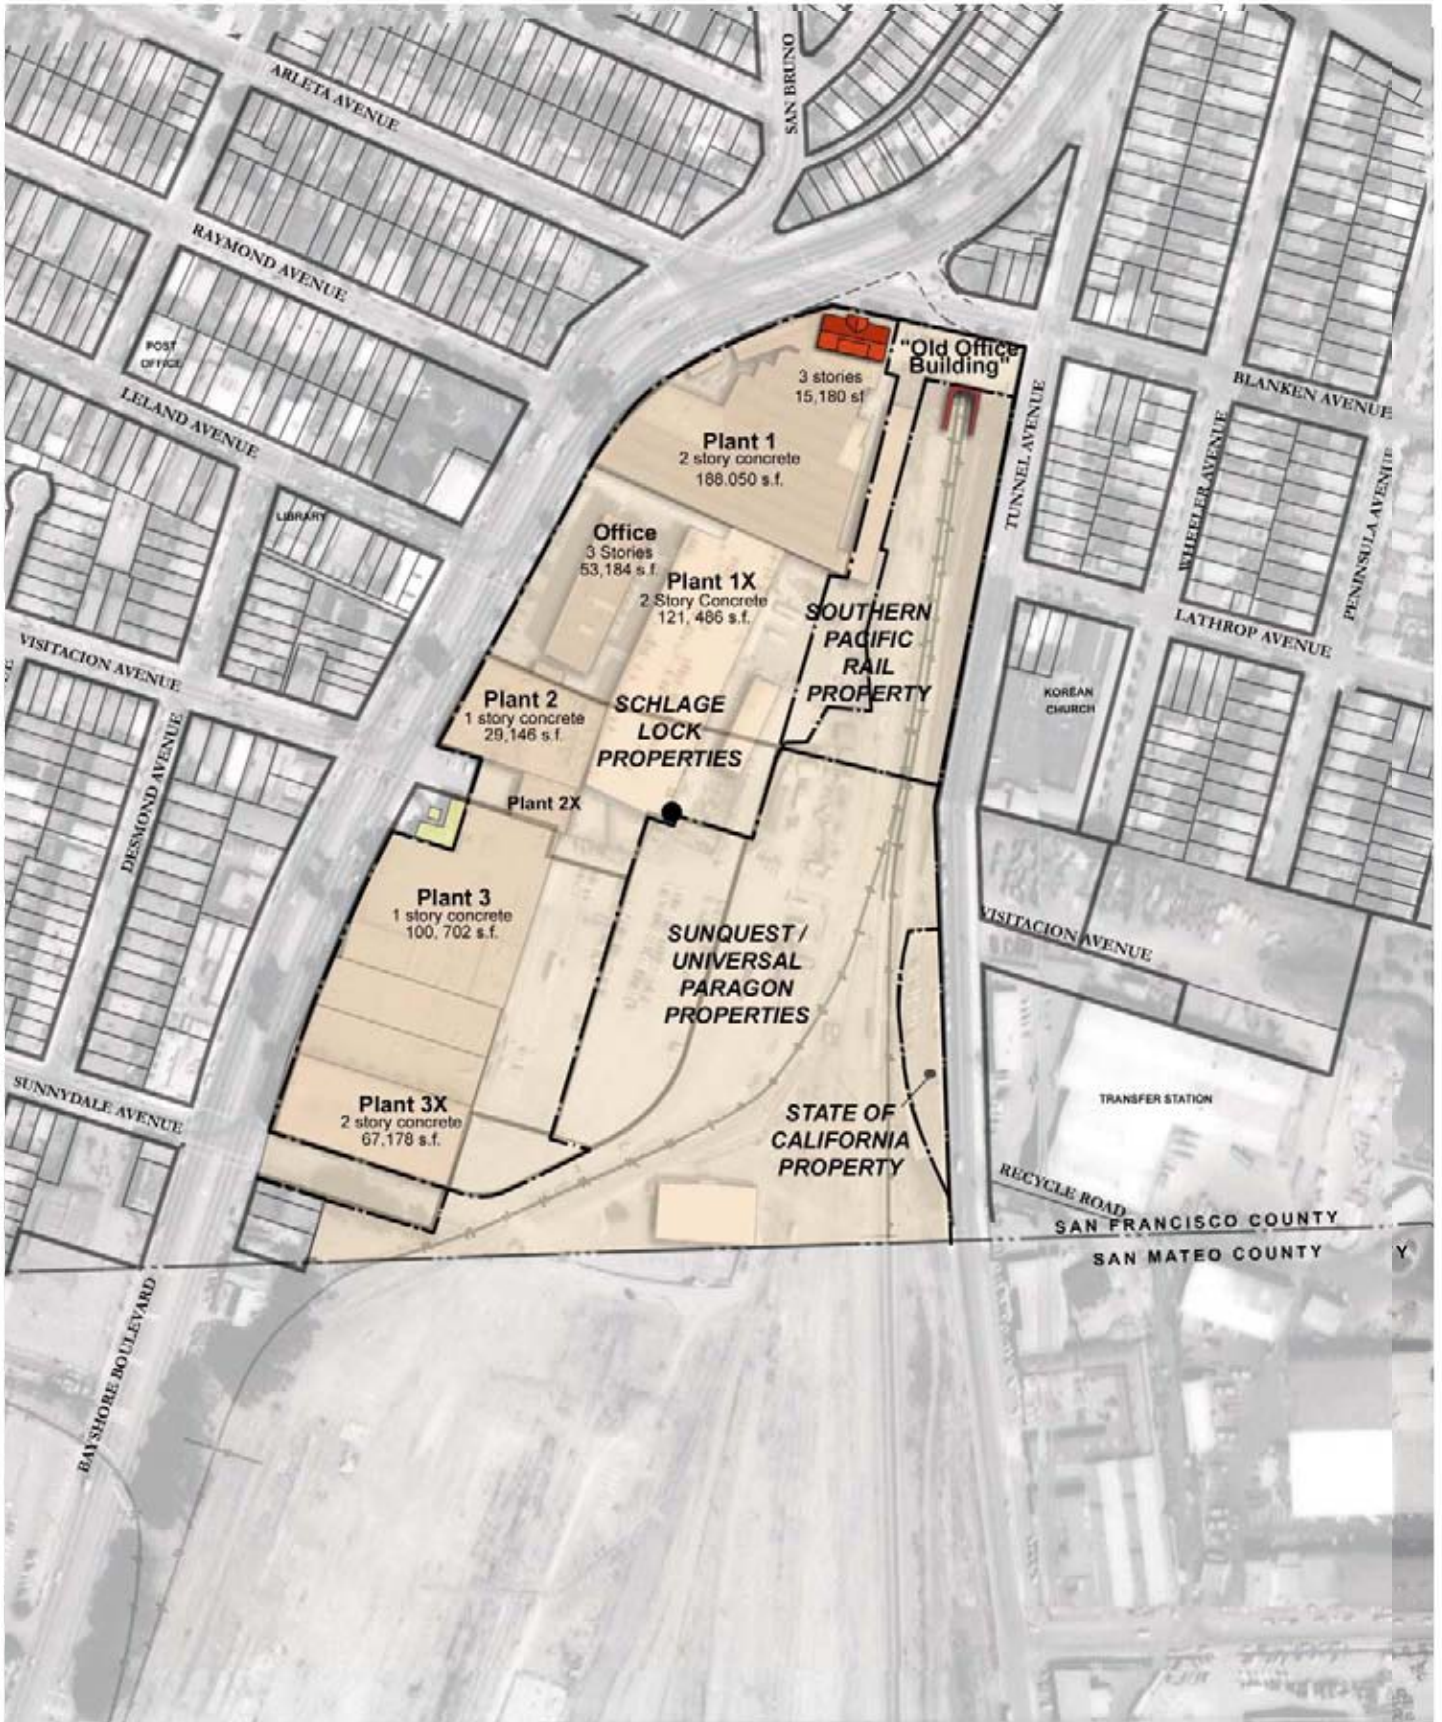 SAN BRUNO
ARLETA AVENUE
RAYMOND AVENUE
POST
OFFICE
"Old Office
Building"
3 stories
15,180 sf
BLANKEN AVENUE
LELAND AVENUE
TUNNEL AVENUE
WHEELER AVENUE
PENINSULA AVENUE
Plant 1
2 story concrete
188.050 s.f.
LIBRARY
Office
3 Stories
53,184 s.f.
Plant 1X
2 Story Concrete
121, 486 s.f.
SOUTHERN
PACIFIC
RAIL
PROPERTY
LATHROP AVENUE
VISITACION AVENUE
KOREAN
CHURCH
Plant 2
1 story concrete
29,146 s.f.
SCHLAGE
LOCK
PROPERTIES
DESMOND AVENUE
Plant 2X
Plant 3
1 story concrete
100, 702 s.f.
SUNQUEST /
UNIVERSAL
PARAGON
PROPERTIES
VISITACION AVENUE
SUNNYDALE AVENUE
Plant 3X
2 story concrete
67,178 s.f.
STATE OF
CALIFORNIA
PROPERTY
TRANSFER STATION
RECYCLE ROAD
SAN FRANCISCO COUNTY
SAN MATEO COUNTY
Y
BAYSHORE BOULEVARD